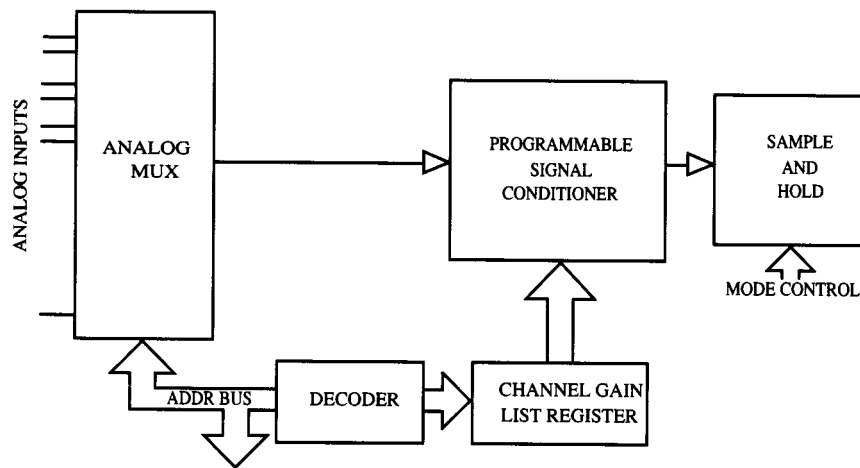 ANALOG INPUTS
ANALOG
MUX
PROGRAMMABLE
SIGNAL
CONDITIONER
SAMPLE
AND
HOLD
MODE CONTROL
ADDR BUS
DECODER
CHANNEL GAIN
LIST REGISTER